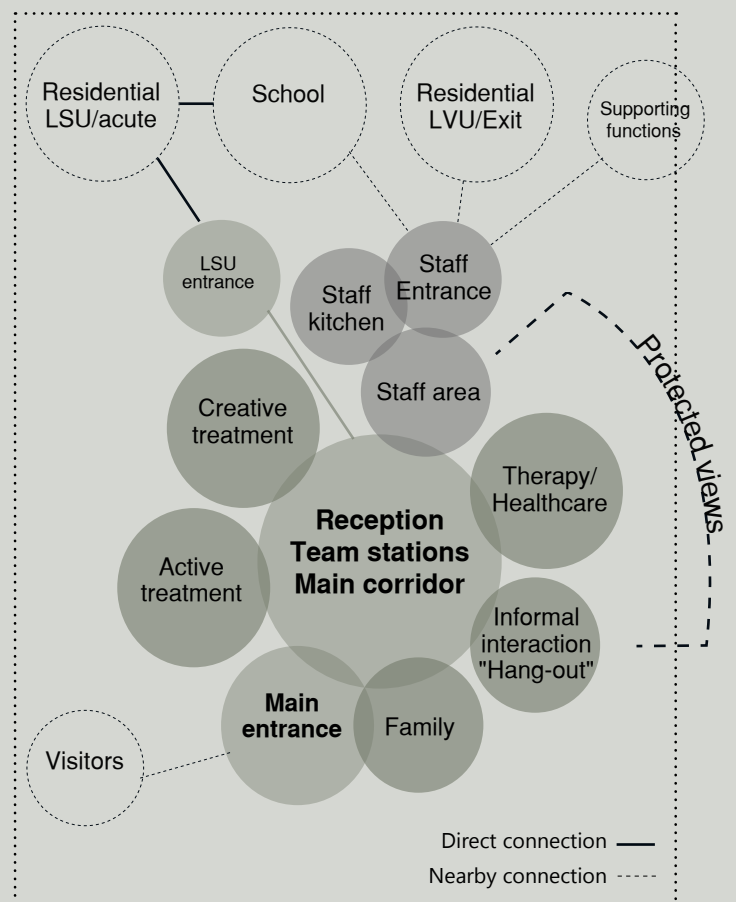 Residential
LSU/acute
School
Residential
LVU/Exit
Supporting
functions
LSU
entrance
Staff
kitchen
Staff
Entrance
Staff area
Protected views
Creative
treatment
Therapy/
Healthcare
Reception
Team stations
Main corridor
Active
treatment
Informal
interaction
"Hang-out"
Main
entrance
Family
Visitors
Direct connection
Nearby connection